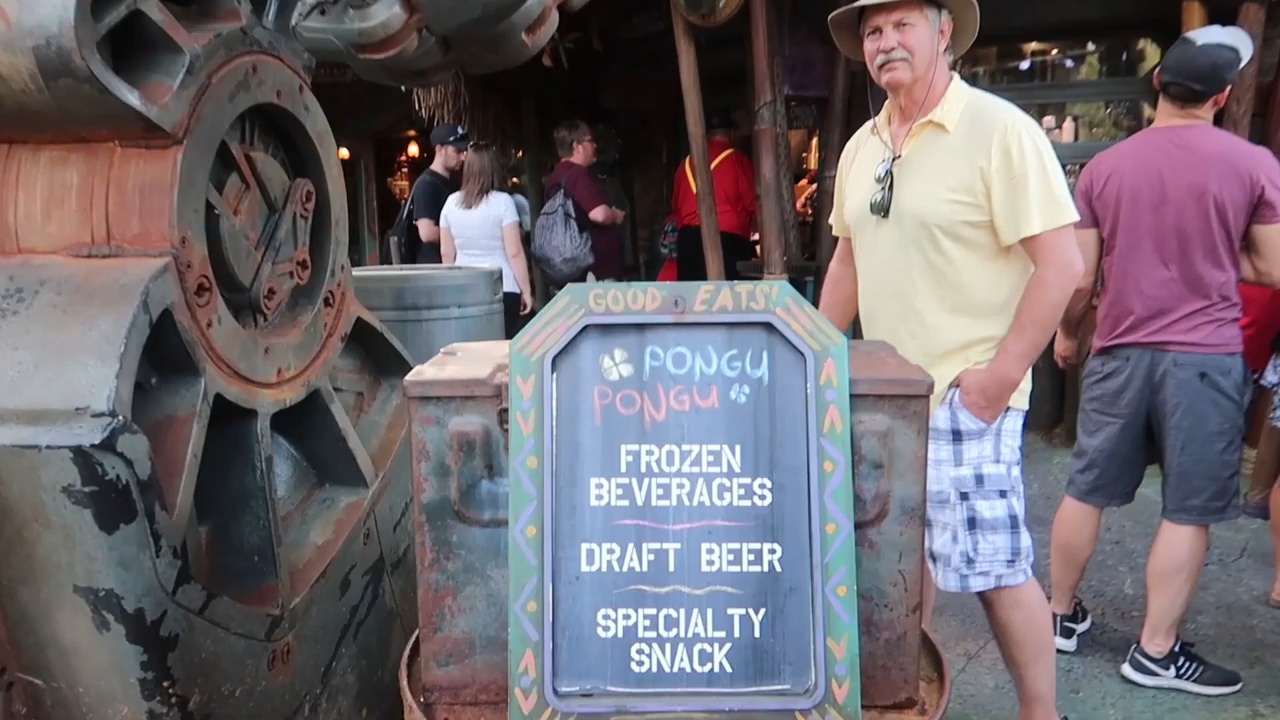 GOOD EATS!
PONGU
PONGU
FROZEN
BEVERAGES
DRAFT BEER
SPECIALTY
SNACK